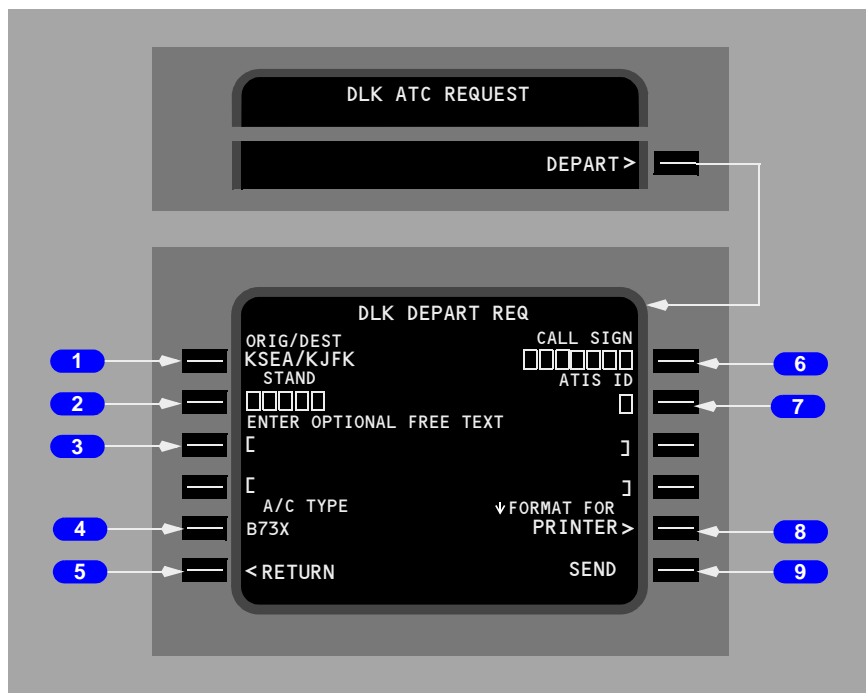 DLK ATC REQUEST
DEPART>
DLK DEPART REQ
ORIG/DEST CALL SIGN
1 KSEA/KJFK 6
STAND ATIS ID
2 7
ENTER OPTIONAL FREE TEXT
3 [ ]
[ ]
A/C TYPE ↓FORMAT FOR
4 B73X PRINTER> 8
5 <RETURN SEND 9